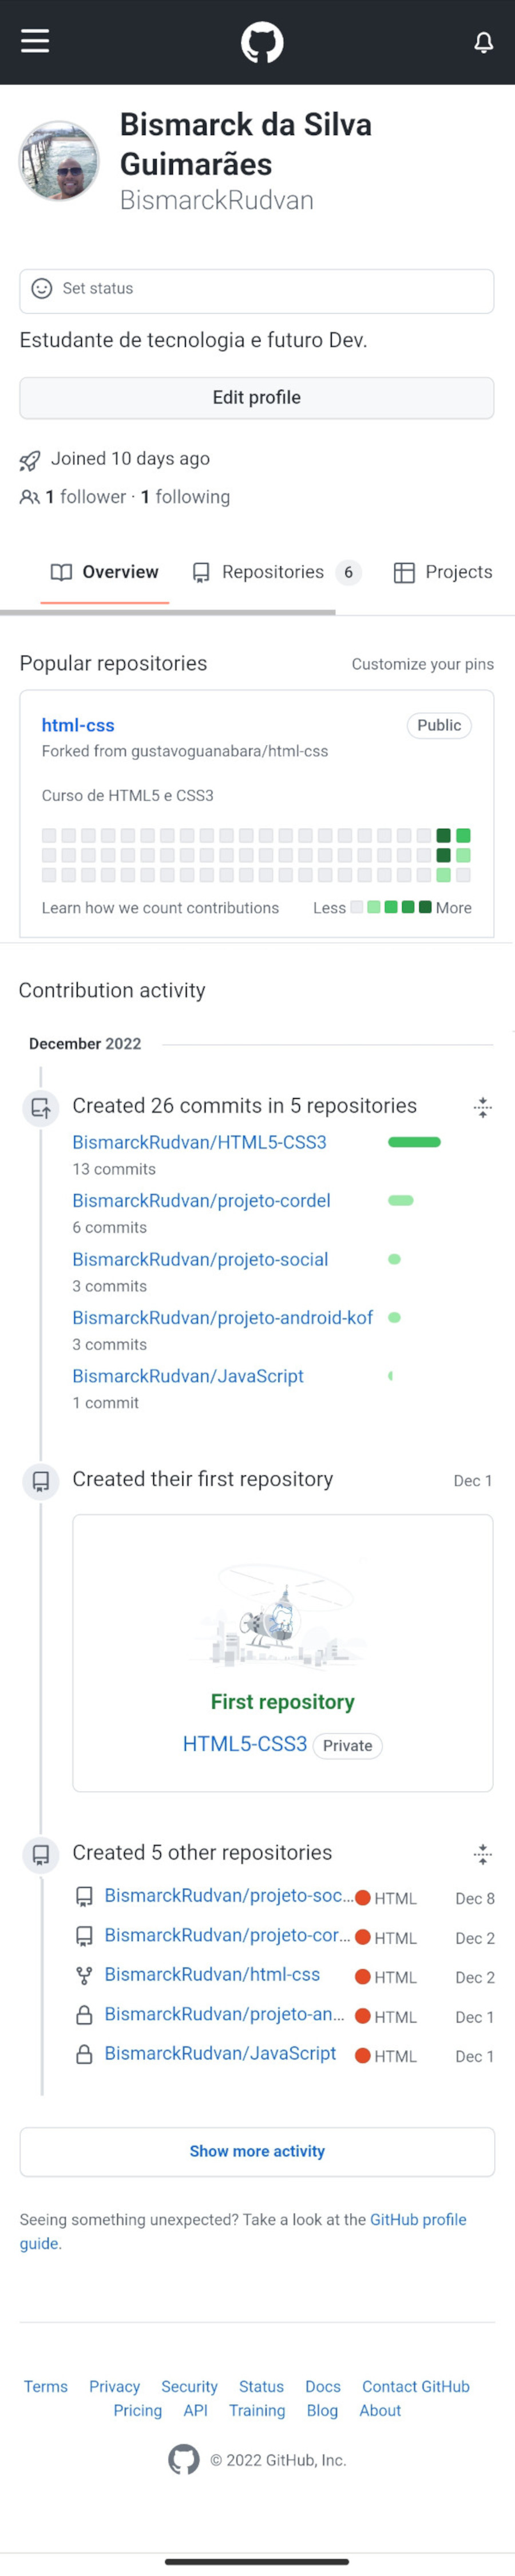 Bismarck da Silva
Guimarães
BismarckRudvan
Set status
Estudante de tecnologia e futuro Dev.
Edit profile
Joined 10 days ago
1 follower · 1 following
Overview Repositories 6 Projects
Popular repositories Customize your pins
html-css Public
Forked from gustavoguanabara/html-css
Curso de HTML5 e CSS3
Learn how we count contributions Less More
Contribution activity
December 2022
Created 26 commits in 5 repositories
BismarckRudvan/HTML5-CSS3
13 commits
BismarckRudvan/projeto-cordel
6 commits
BismarckRudvan/projeto-social
3 commits
BismarckRudvan/projeto-android-kof
3 commits
BismarckRudvan/JavaScript
1 commit
Created their first repository Dec 1
First repository
HTML5-CSS3 Private
Created 5 other repositories
BismarckRudvan/projeto-soc... HTML Dec 8
BismarckRudvan/projeto-cor... HTML Dec 2
BismarckRudvan/html-css HTML Dec 2
BismarckRudvan/projeto-an... HTML Dec 1
BismarckRudvan/JavaScript HTML Dec 1
Show more activity
Seeing something unexpected? Take a look at the GitHub profile
guide.
Terms Privacy Security Status Docs Contact GitHub
Pricing API Training Blog About
© 2022 GitHub, Inc.